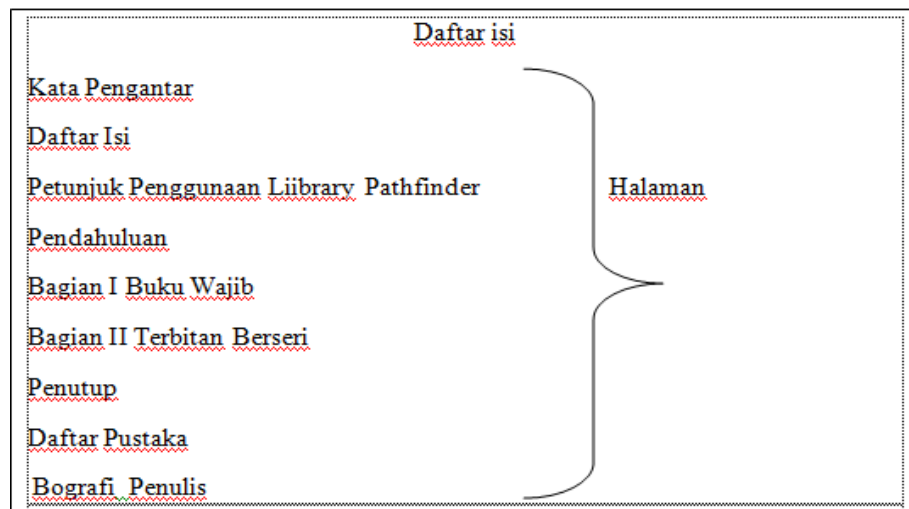 Daftar isi
Kata Pengantar
Daftar Isi
Petunjuk Penggunaan Liibrary Pathfinder
Halaman
Pendahuluan
Bagian I Buku Wajib
Bagian II Terbitan Berseri
Penutup
Daftar Pustaka
Bografi Penulis